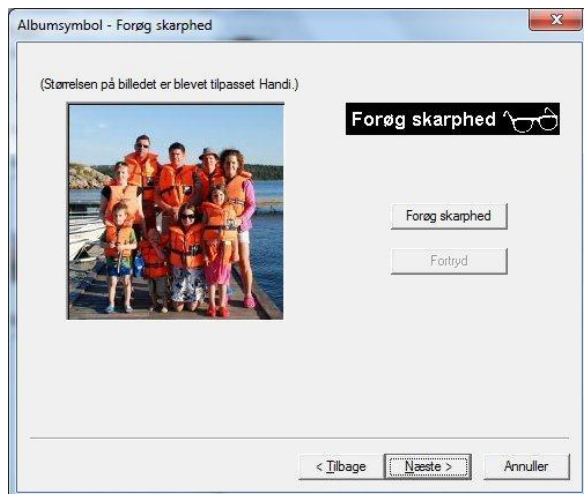 Albumsymbol - Forøg skarphed
(Størrelsen på billedet er blevet tilpasset Handi.)
Forøg skarphed
Forøg skarphed
Fortryd
< Tilbage
Næste >
Annuller